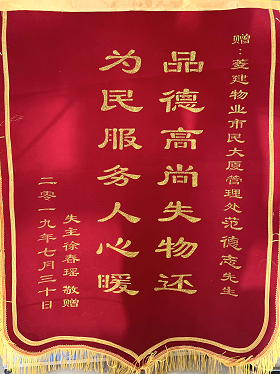 赠：菱建物业市民大厦管理处范德志先生
品德高尚失物还
为民服务人心暖
失主徐春瑶 敬赠
二零一九年七月三十日